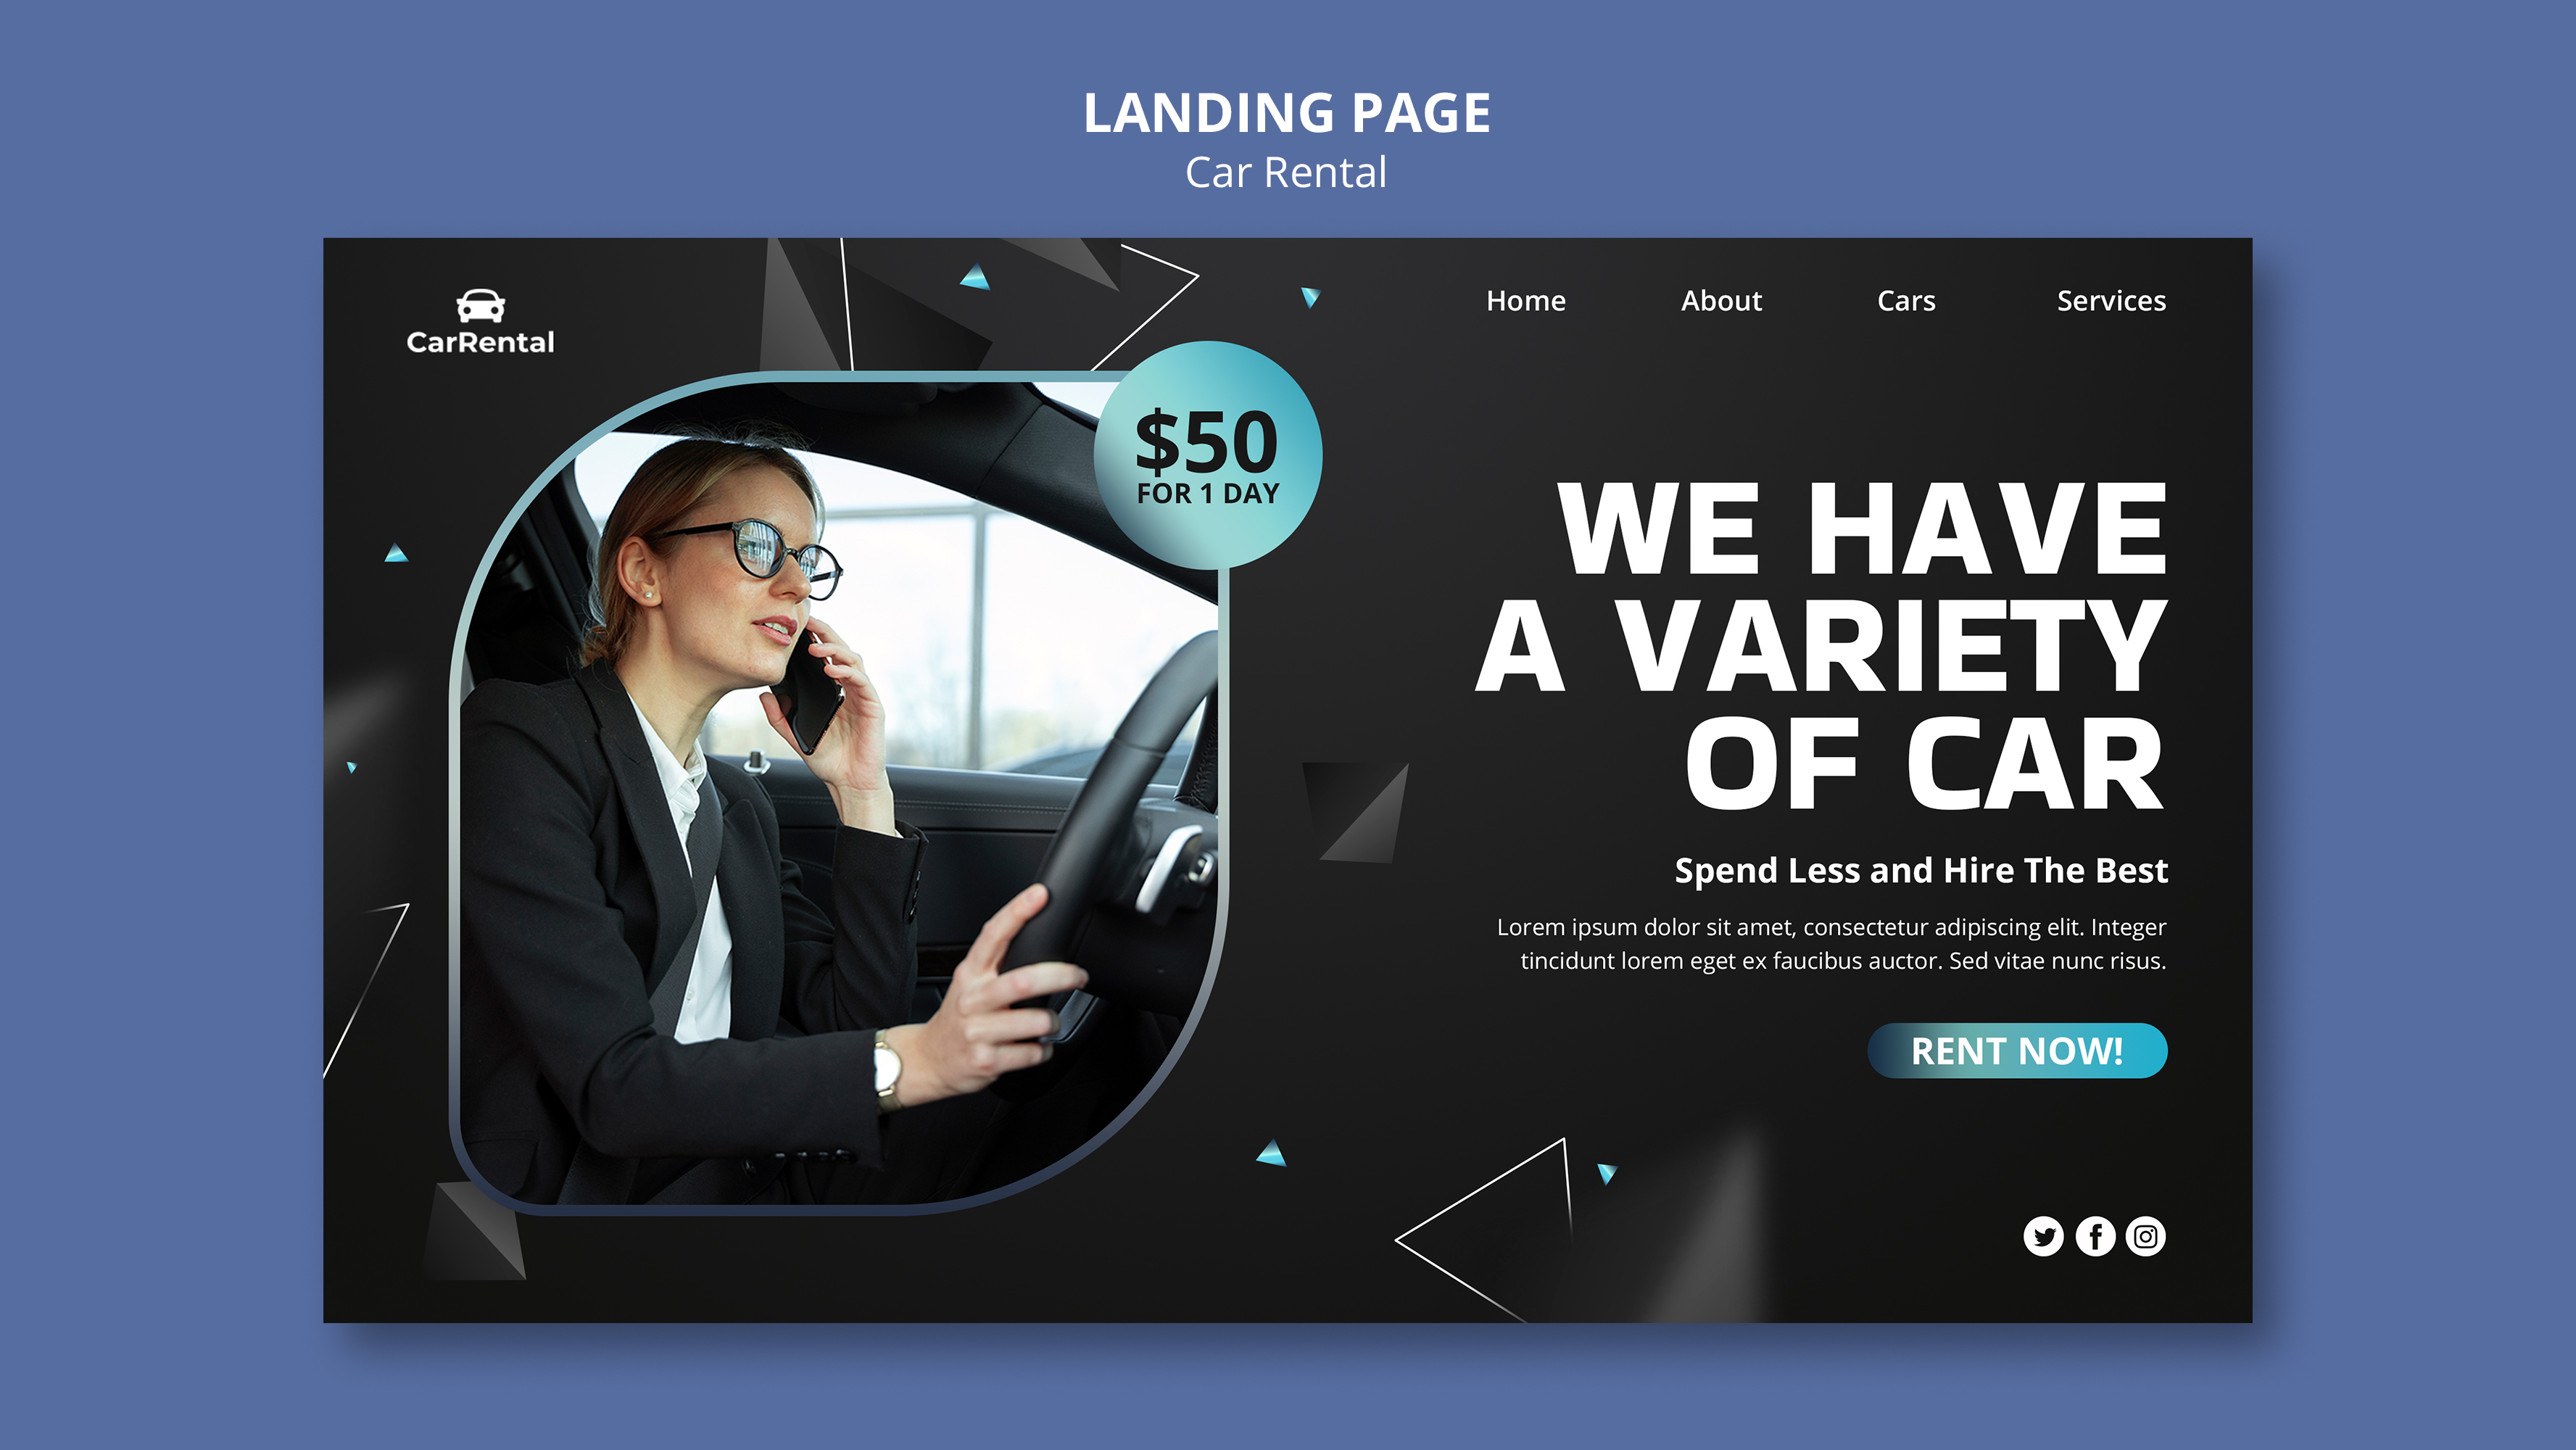 LANDING PAGE
Car Rental
CarRental
Home About Cars Services
$50
FOR 1 DAY
WE HAVE
A VARIETY
OF CAR
Spend Less and Hire The Best
Lorem ipsum dolor sit amet, consectetur adipiscing elit. Integer
tincidunt lorem eget ex faucibus auctor. Sed vitae nunc risus.
RENT NOW!